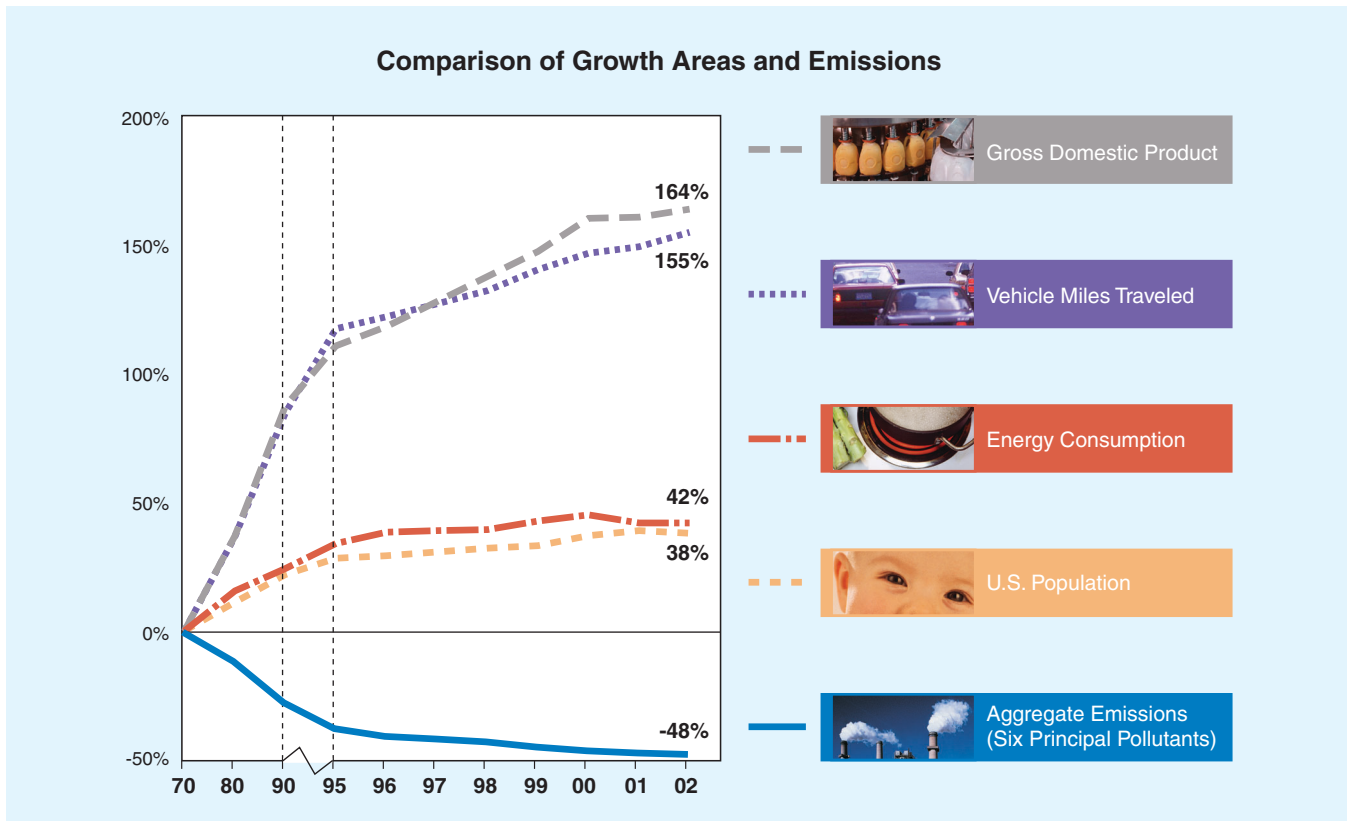 Comparison of Growth Areas and Emissions
200%
150%
100%
50%
0%
-50%
164%
155%
42%
38%
-48%
70 80 90 95 96 97 98 99 00 01 02
Gross Domestic Product
Vehicle Miles Traveled
Energy Consumption
U.S. Population
Aggregate Emissions
(Six Principal Pollutants)